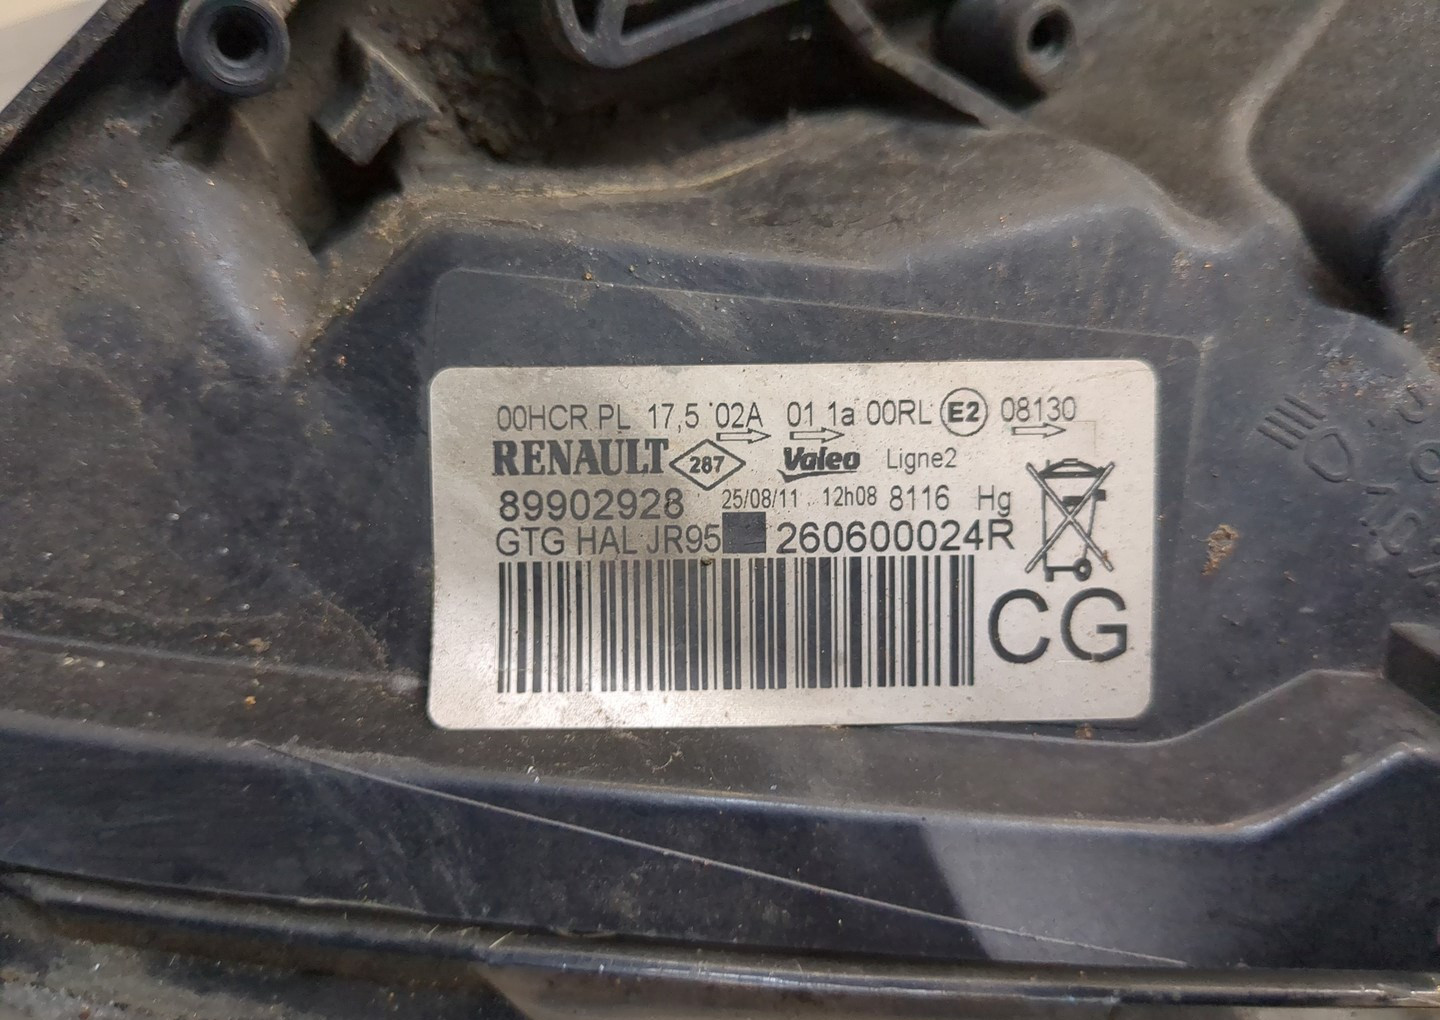 00HCR PL 17,5 02A 01 1a 00RL E2 08130
RENAULT 287 Valeo Ligne2
89902928 25/08/11 12h08 8116 Hg
GTG HAL JR95 260600024R
CG